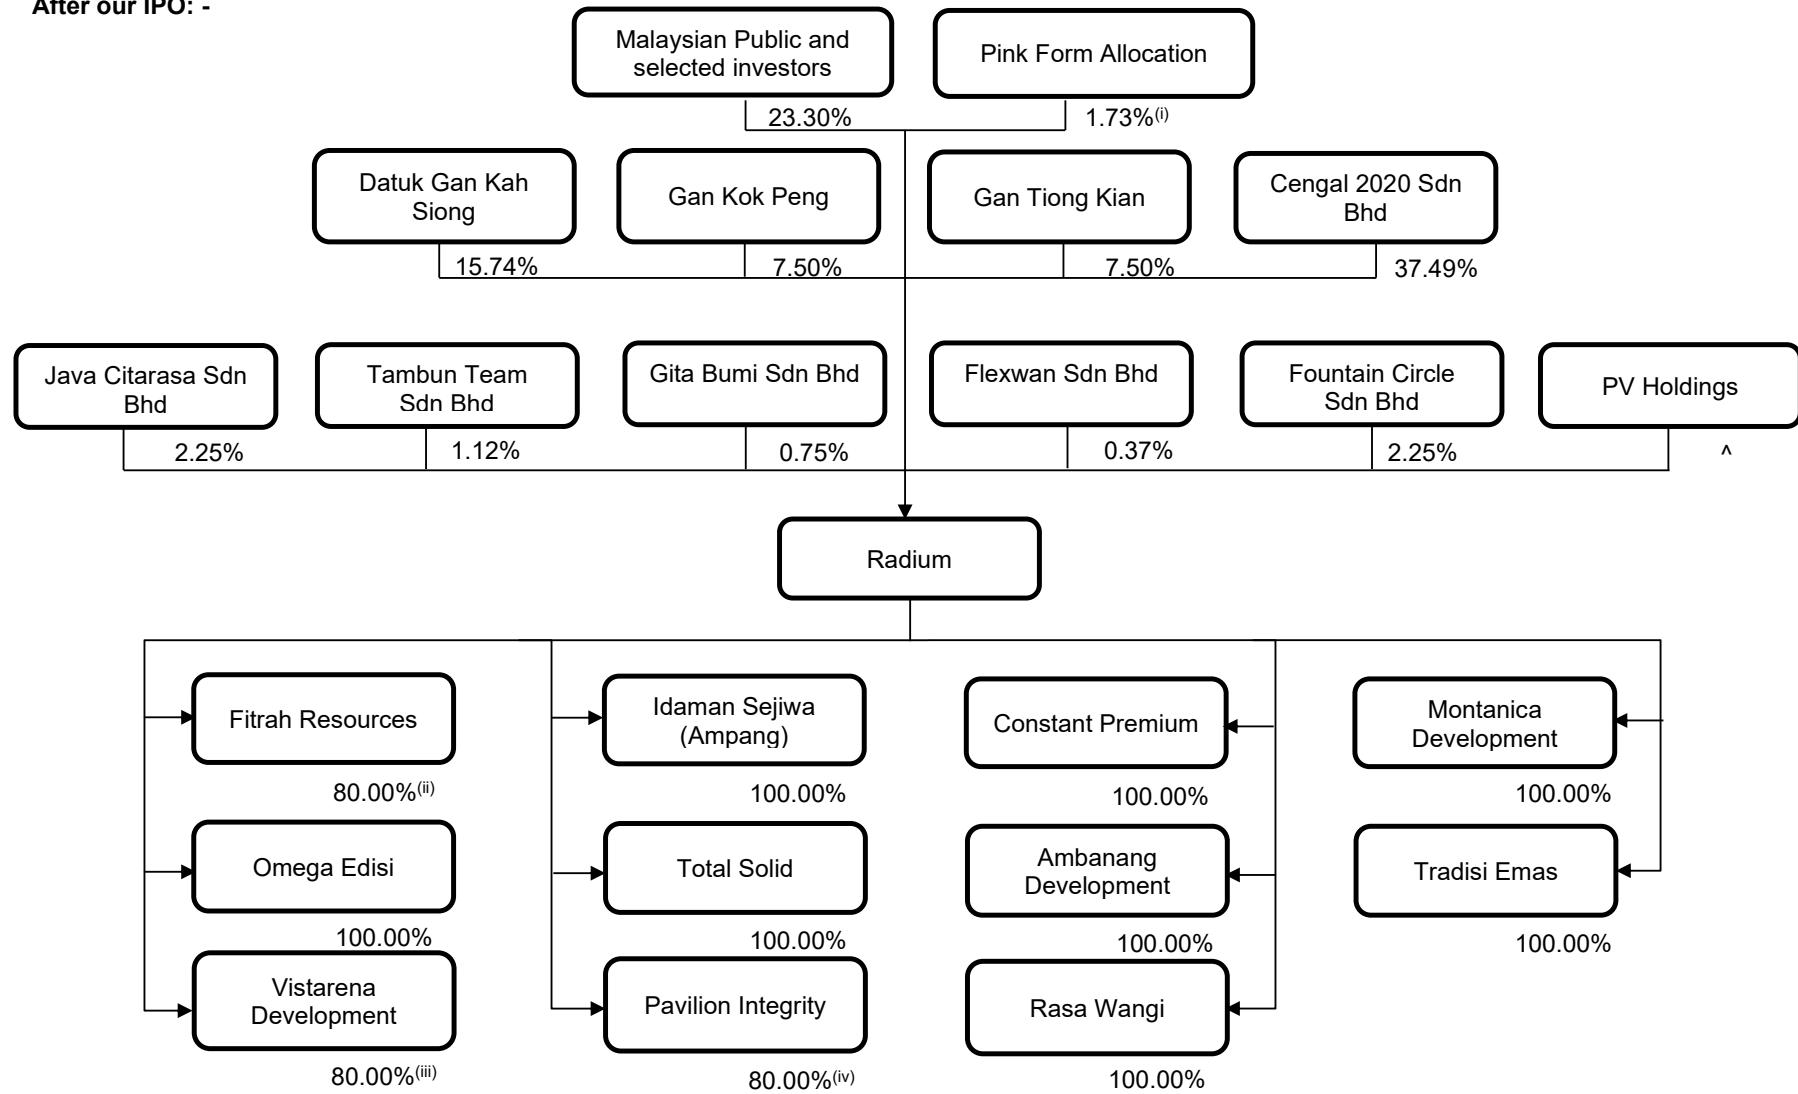 After our IPO: -
Malaysian Public and
selected investors
Pink Form Allocation
23.30%
1.73%(i)
Datuk Gan Kah
Siong
Gan Kok Peng
Gan Tiong Kian
Cengal 2020 Sdn
Bhd
15.74%
7.50%
7.50%
37.49%
Java Citarasa Sdn
Bhd
Tambun Team
Sdn Bhd
Gita Bumi Sdn Bhd
Flexwan Sdn Bhd
Fountain Circle
Sdn Bhd
PV Holdings
2.25%
1.12%
0.75%
0.37%
2.25%
^
Radium
Fitrah Resources
Idaman Sejiwa
(Ampang)
Constant Premium
Montanica
Development
80.00%(ii)
100.00%
100.00%
100.00%
Omega Edisi
Total Solid
Ambanang
Development
Tradisi Emas
100.00%
100.00%
100.00%
100.00%
Vistarena
Development
Pavilion Integrity
Rasa Wangi
80.00%(iii)
80.00%(iv)
100.00%